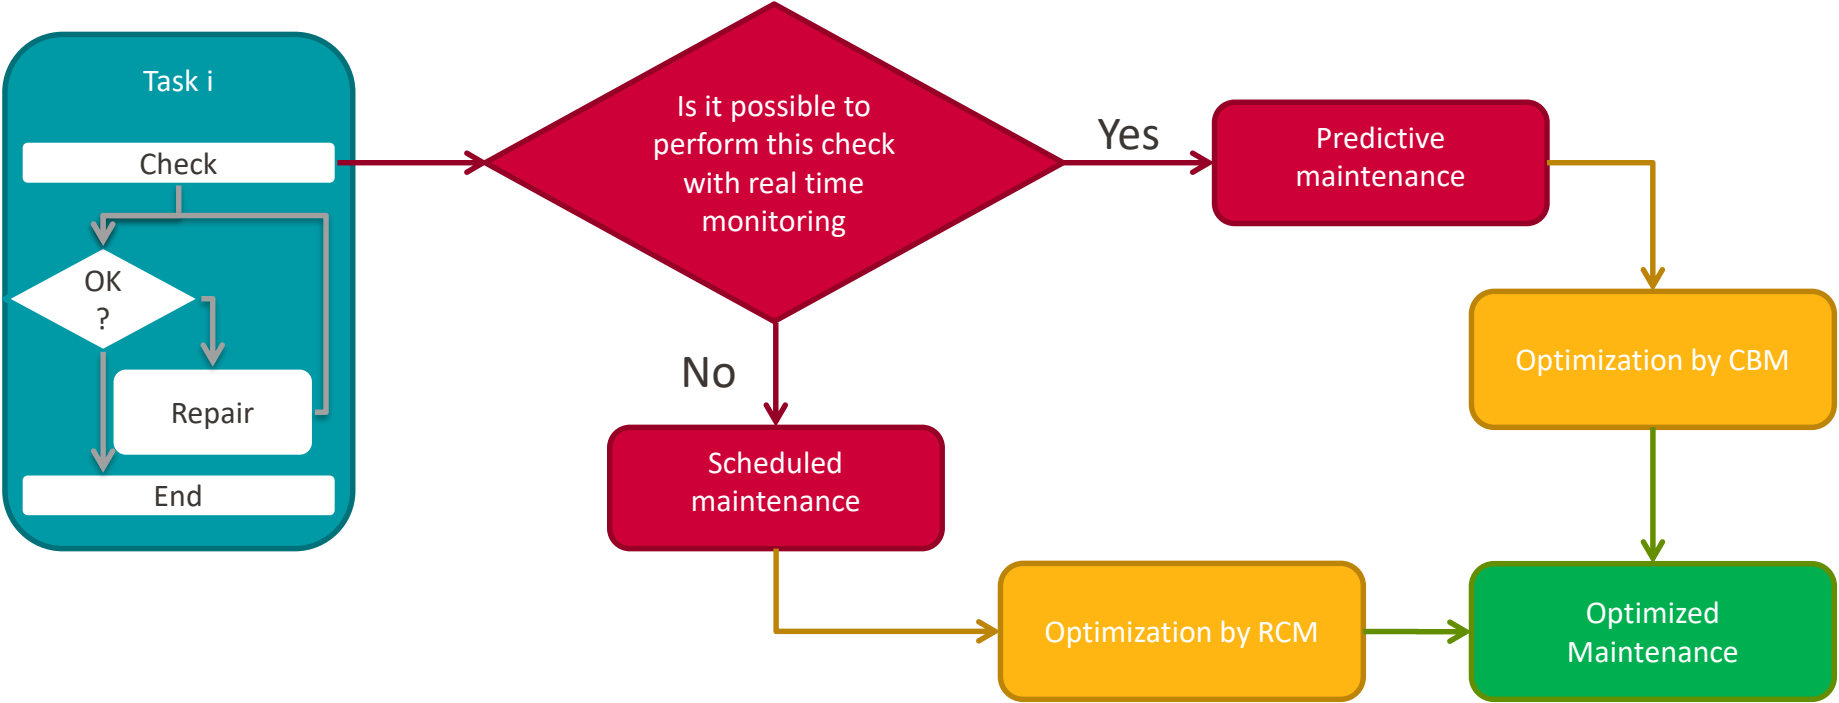 Task i
Check
OK
?
Repair
End
Is it possible to
perform this check
with real time
monitoring
Yes
No
Predictive
maintenance
Optimization by CBM
Scheduled
maintenance
Optimization by RCM
Optimized
Maintenance